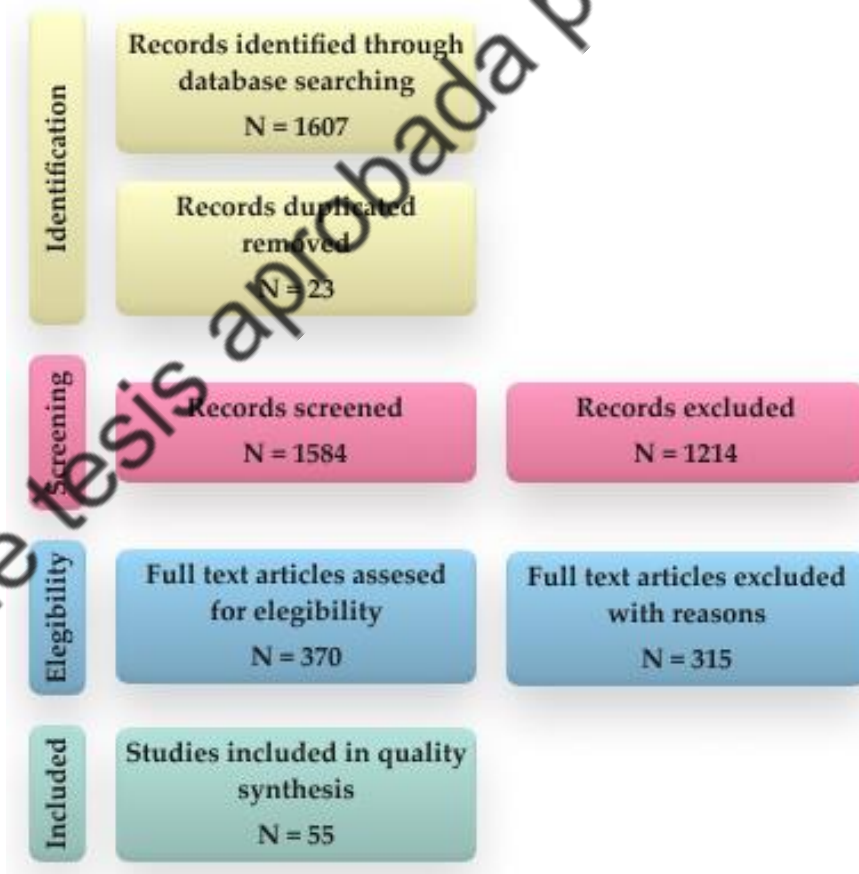 Identification
Records identified through
database searching
N = 1607
Records duplicated
removed
N = 23
Screening
Records screened
N = 1584
Records excluded
N = 1214
Elegibility
Full text articles assesed
for elegibility
N = 370
Full text articles excluded
with reasons
N = 315
Included
Studies included in quality
synthesis
N = 55
e tesis aprobada p